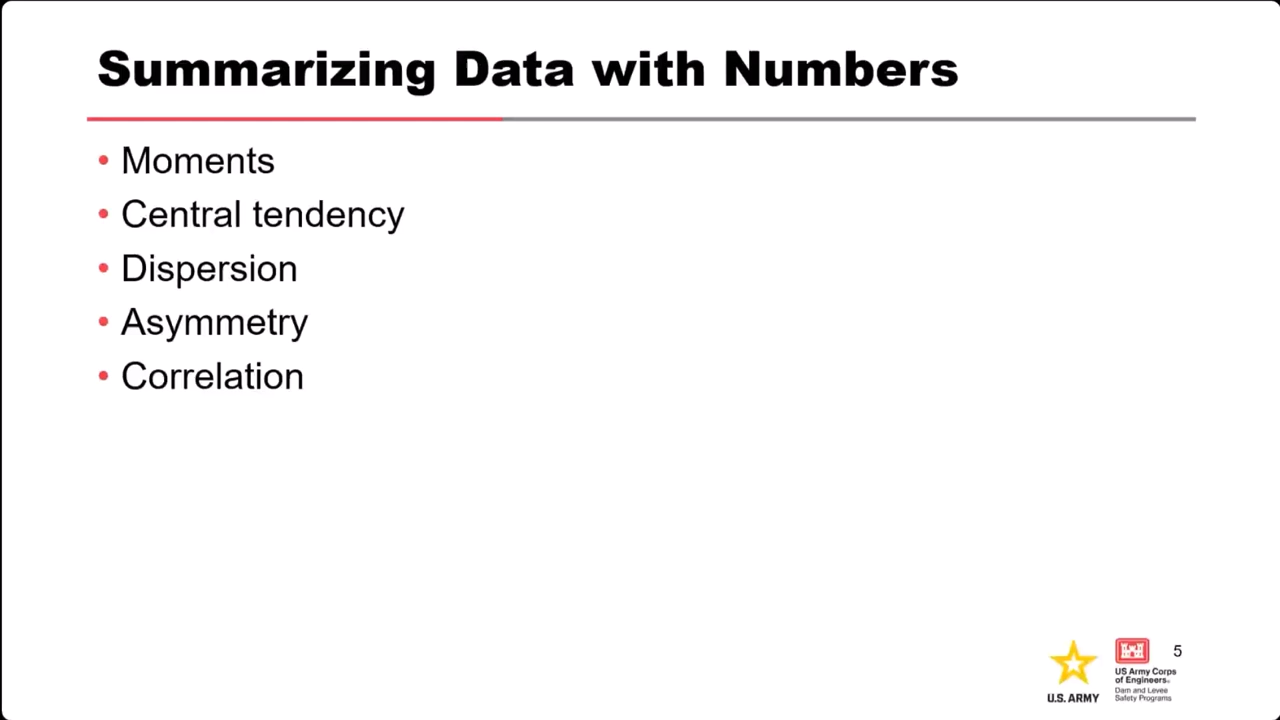 Summarizing Data with Numbers
• Moments
• Central tendency
• Dispersion
• Asymmetry
• Correlation
U.S. ARMY
US Army Corps
of Engineers®
Dam and Levee
Safety Programs
5